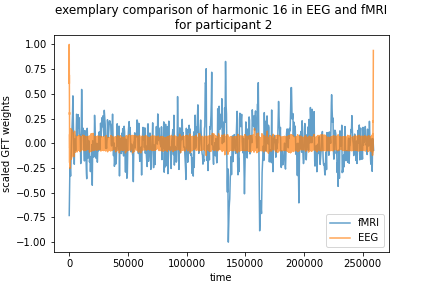 exemplary comparison of harmonic 16 in EEG and fMRI
for participant 2
scaled GFT weights
1.00
0.75
0.50
0.25
0.00
−0.25
−0.50
−0.75
−1.00
0
50000
100000
150000
200000
250000
time
fMRI
EEG